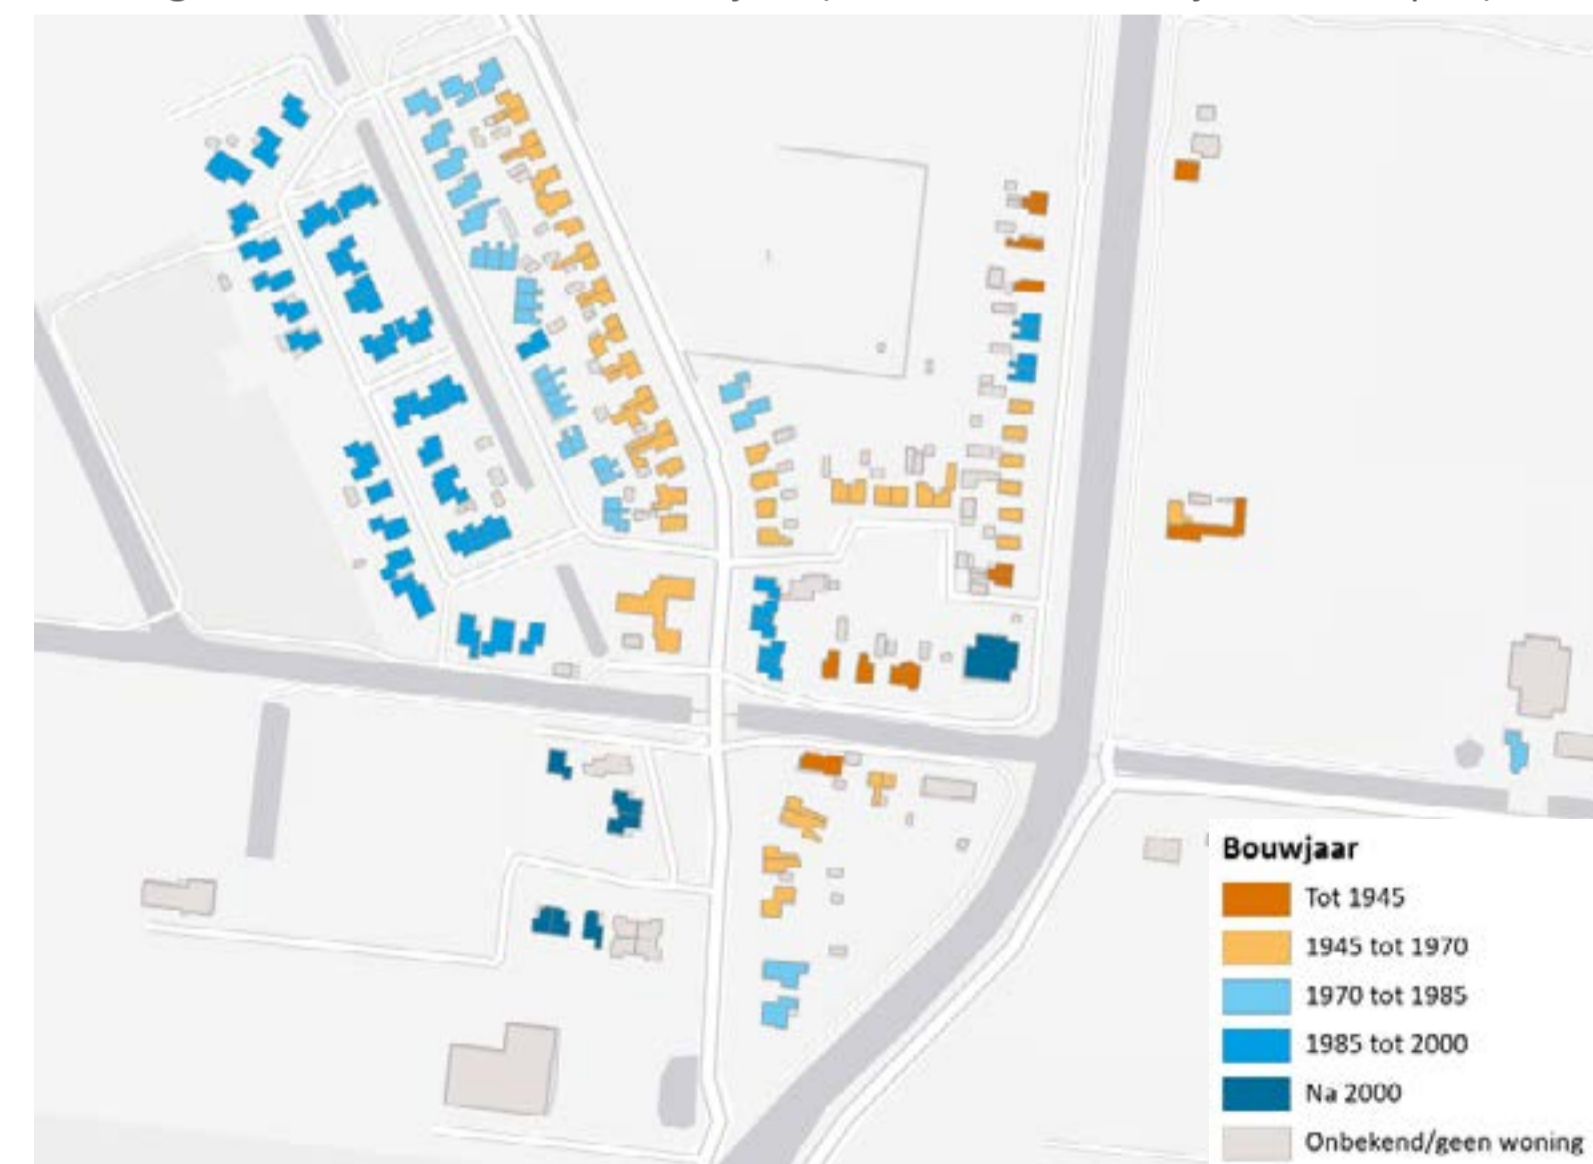 Bouwjaar
Tot 1945
1945 tot 1970
1970 tot 1985
1985 tot 2000
Na 2000
Onbekend/geen woning